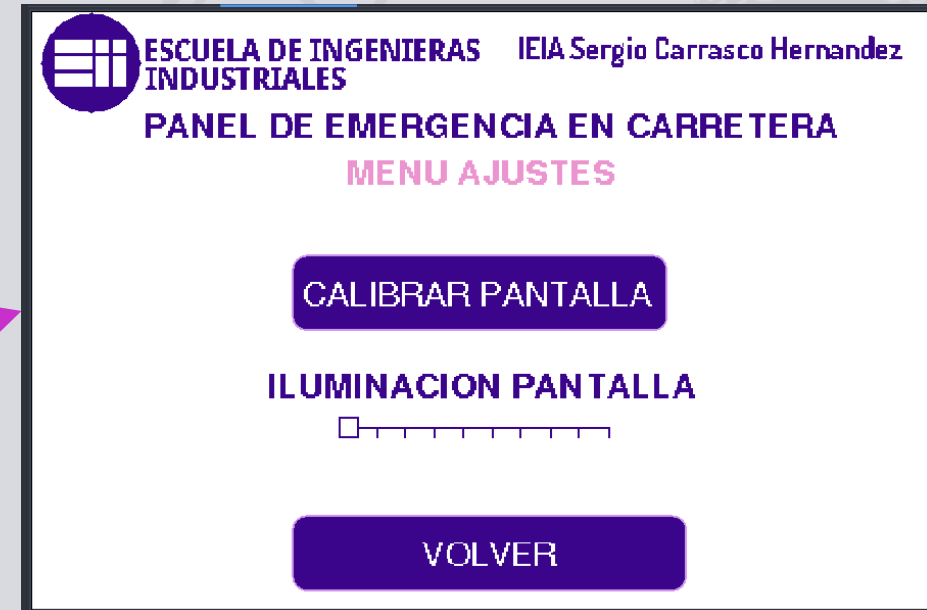 ESCUELA DE INGENIERAS
INDUSTRIALES
IEIA Sergio Carrasco Hernandez
PANEL DE EMERGENCIA EN CARRETERA
MENU AJUSTES
CALIBRAR PANTALLA
ILUMINACION PANTALLA
VOLVER